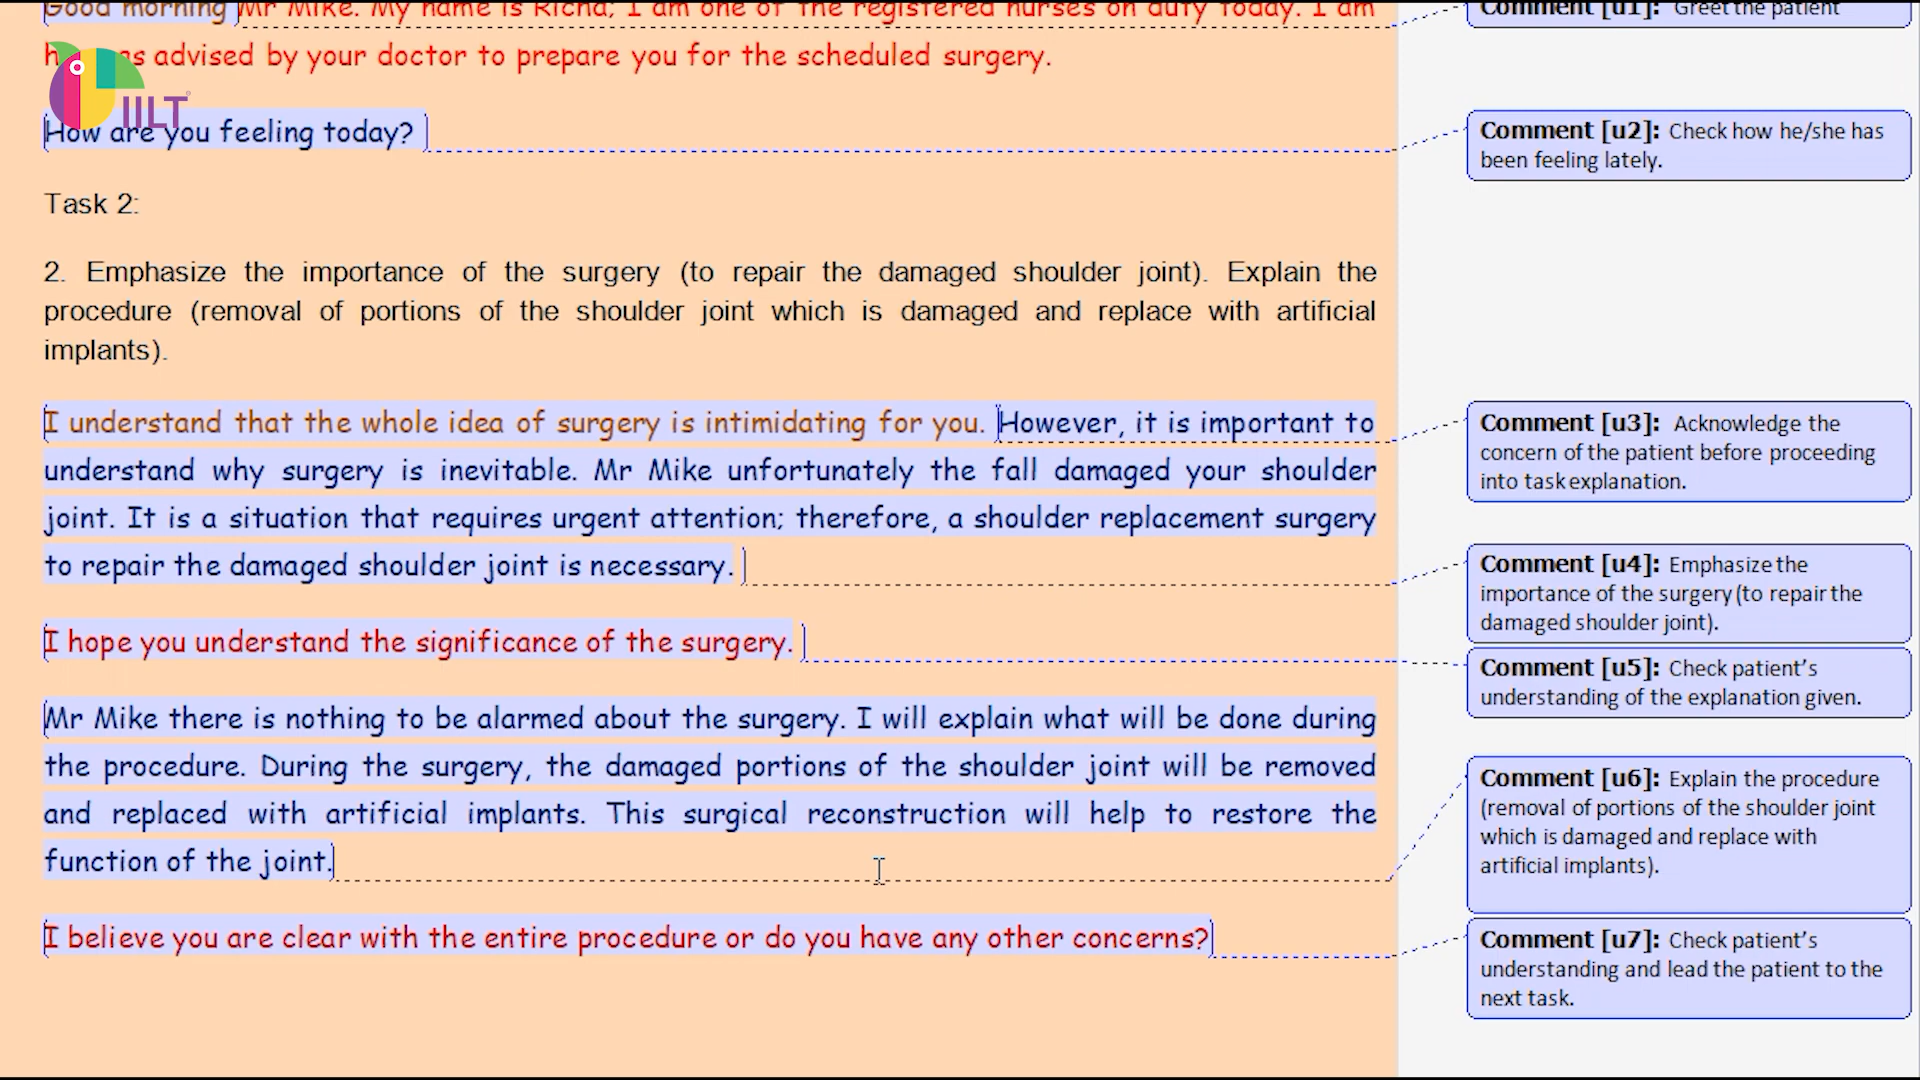 Good morning Mr Mike. My name is Richa; I am one of the registered nurses on duty today. I am
as advised by your doctor to prepare you for the scheduled surgery.
IILT
How are you feeling today?
Task 2:
2. Emphasize the importance of the surgery (to repair the damaged shoulder joint). Explain the
procedure (removal of portions of the shoulder joint which is damaged and replace with artificial
implants).
I understand that the whole idea of surgery is intimidating for you. However, it is important to
understand why surgery is inevitable. Mr Mike unfortunately the fall damaged your shoulder
joint. It is a situation that requires urgent attention; therefore, a shoulder replacement surgery
to repair the damaged shoulder joint is necessary.
I hope you understand the significance of the surgery.
Mr Mike there is nothing to be alarmed about the surgery. I will explain what will be done during
the procedure. During the surgery, the damaged portions of the shoulder joint will be removed
and replaced with artificial implants. This surgical reconstruction will help to restore the
function of the joint.
I believe you are clear with the entire procedure or do you have any other concerns?
Comment [u1]: Greet the patient
Comment [u2]: Check how he/she has
been feeling lately.
Comment [u3]: Acknowledge the
concern of the patient before proceeding
into task explanation.
Comment [u4]: Emphasize the
importance of the surgery (to repair the
damaged shoulder joint).
Comment [u5]: Check patient's
understanding of the explanation given.
Comment [u6]: Explain the procedure
(removal of portions of the shoulder joint
which is damaged and replace with
artificial implants).
Comment [u7]: Check patient's
understanding and lead the patient to the
next task.